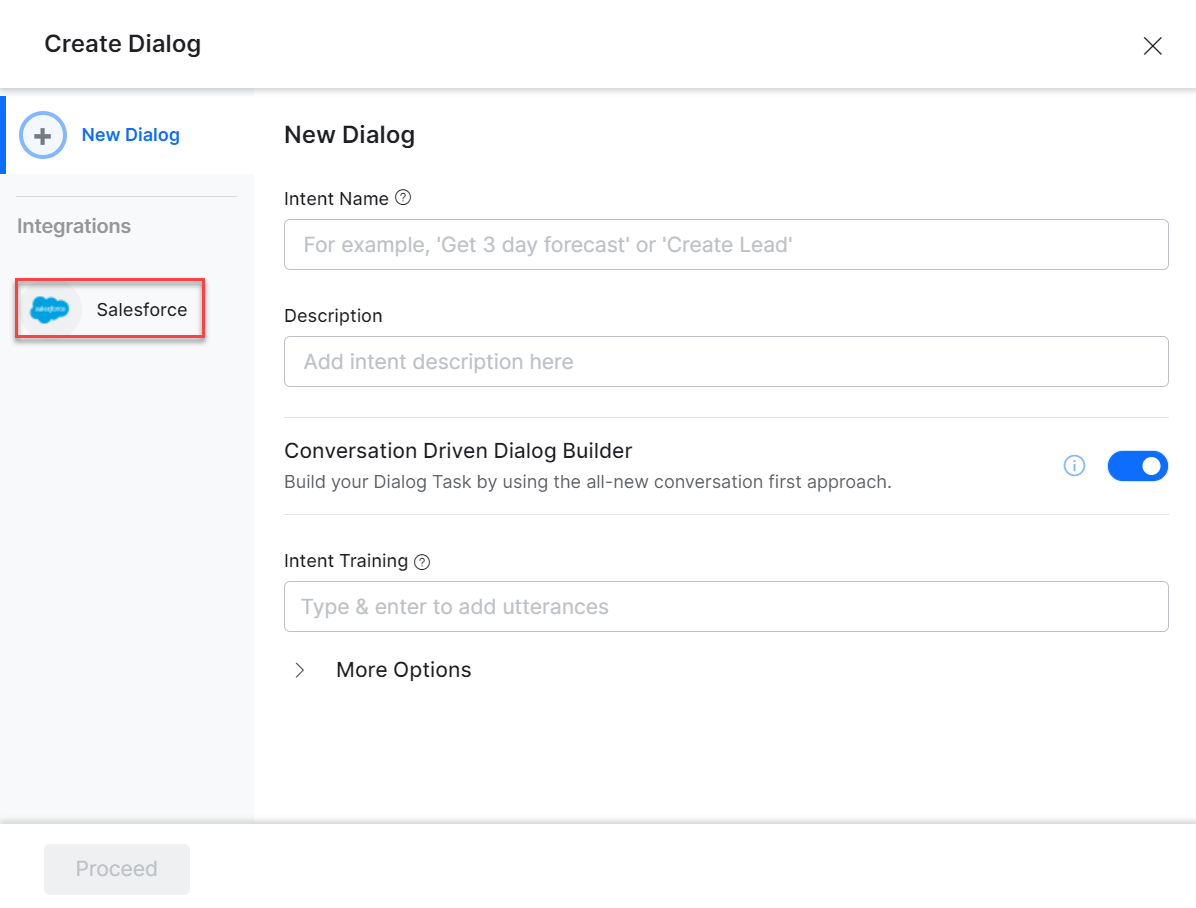 Create Dialog
New Dialog
Integrations
salesforce
Salesforce
New Dialog
Intent Name ?
For example, 'Get 3 day forecast' or 'Create Lead'
Description
Add intent description here
Conversation Driven Dialog Builder
Build your Dialog Task by using the all-new conversation first approach.
Intent Training ?
Type & enter to add utterances
More Options
Proceed